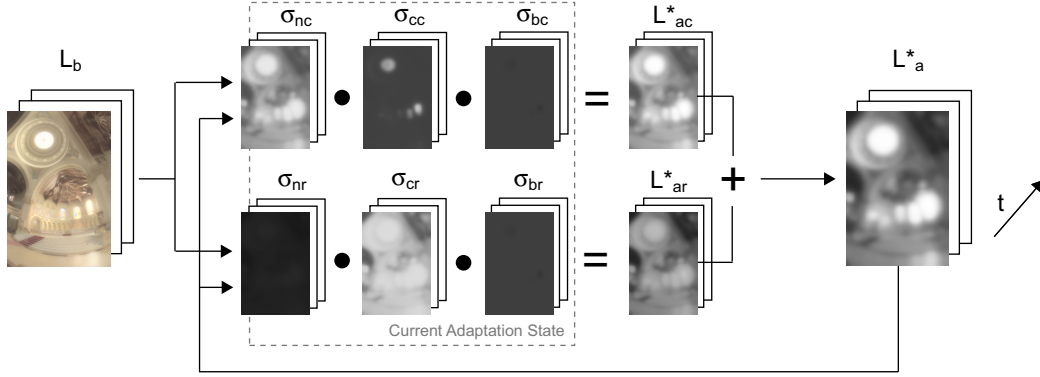 L_b
σ_nc
σ_cc
σ_bc
L*_ac
● ● =
L*_a
σ_nr
σ_cr
σ_br
L*_ar
+
● ● =
t
Current Adaptation State